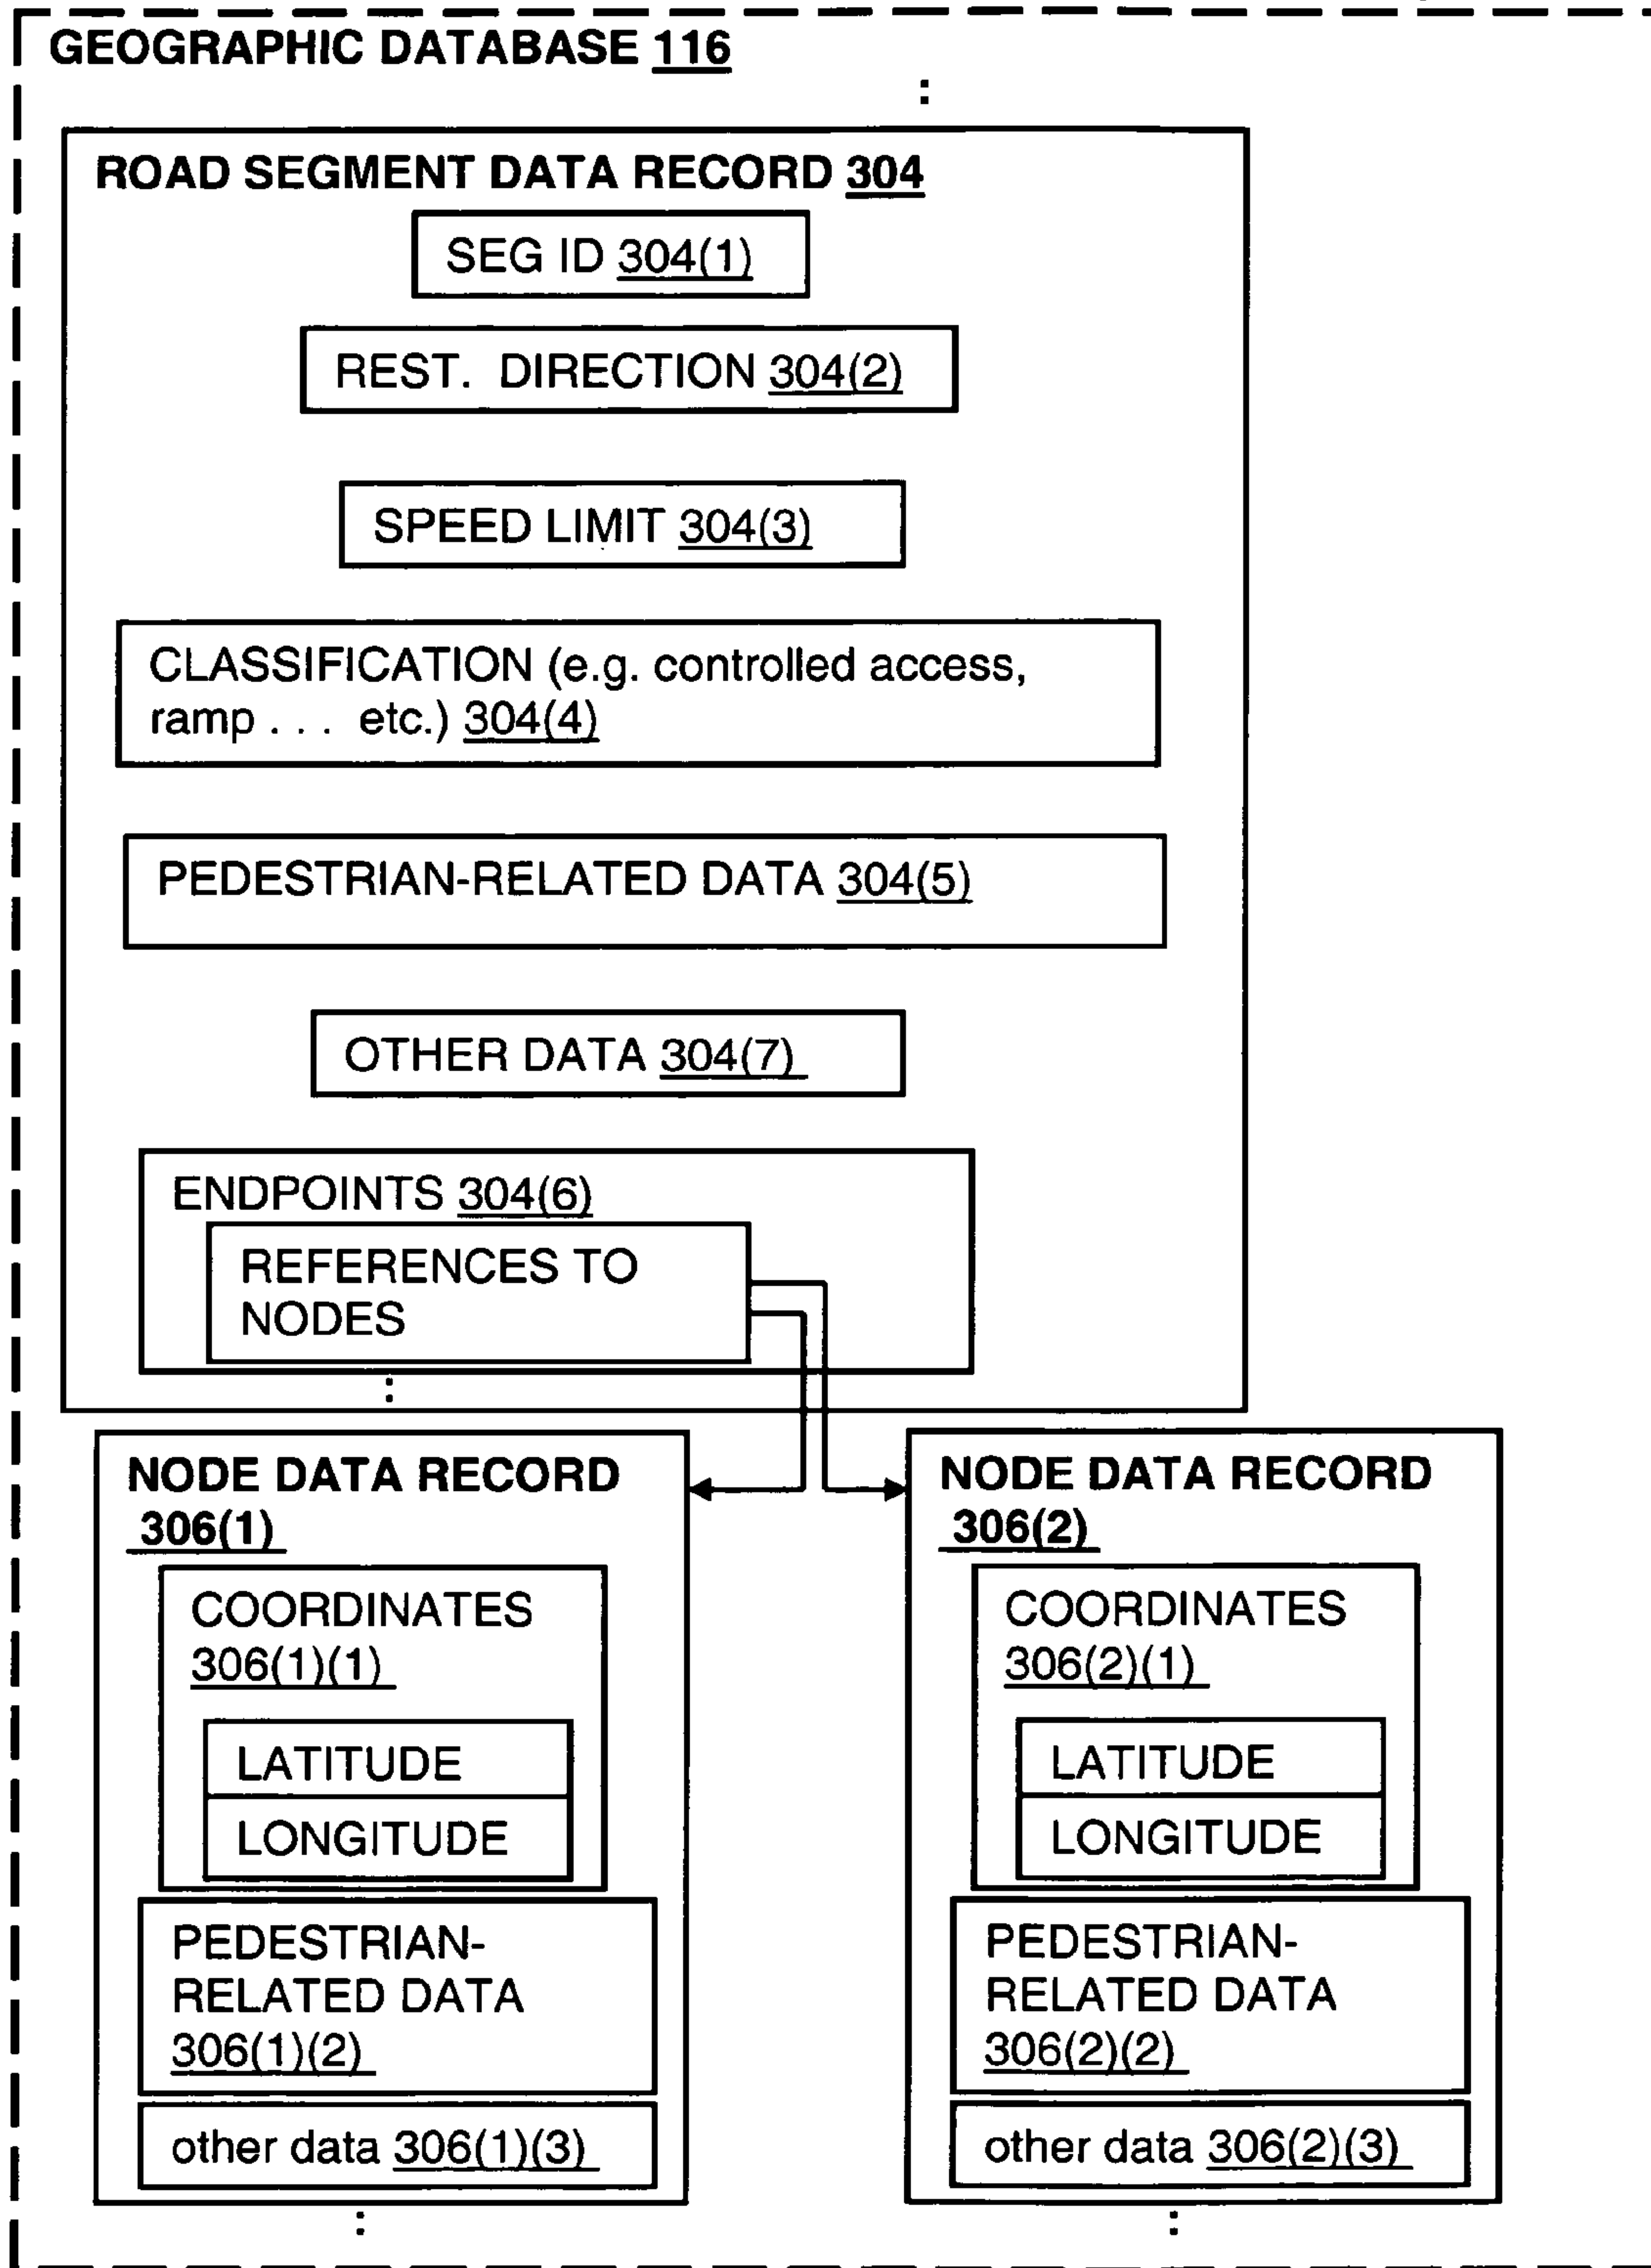 GEOGRAPHIC DATABASE 116
:
ROAD SEGMENT DATA RECORD 304
SEG ID 304(1)
REST. DIRECTION 304(2)
SPEED LIMIT 304(3)
CLASSIFICATION (e.g. controlled access,
ramp . . . etc.) 304(4)
PEDESTRIAN-RELATED DATA 304(5)
OTHER DATA 304(7)
ENDPOINTS 304(6)
REFERENCES TO
NODES
:
NODE DATA RECORD
306(1)
COORDINATES
306(1)(1)
LATITUDE
LONGITUDE
PEDESTRIAN-
RELATED DATA
306(1)(2)
other data 306(1)(3)
:
NODE DATA RECORD
306(2)
COORDINATES
306(2)(1)
LATITUDE
LONGITUDE
PEDESTRIAN-
RELATED DATA
306(2)(2)
other data 306(2)(3)
: